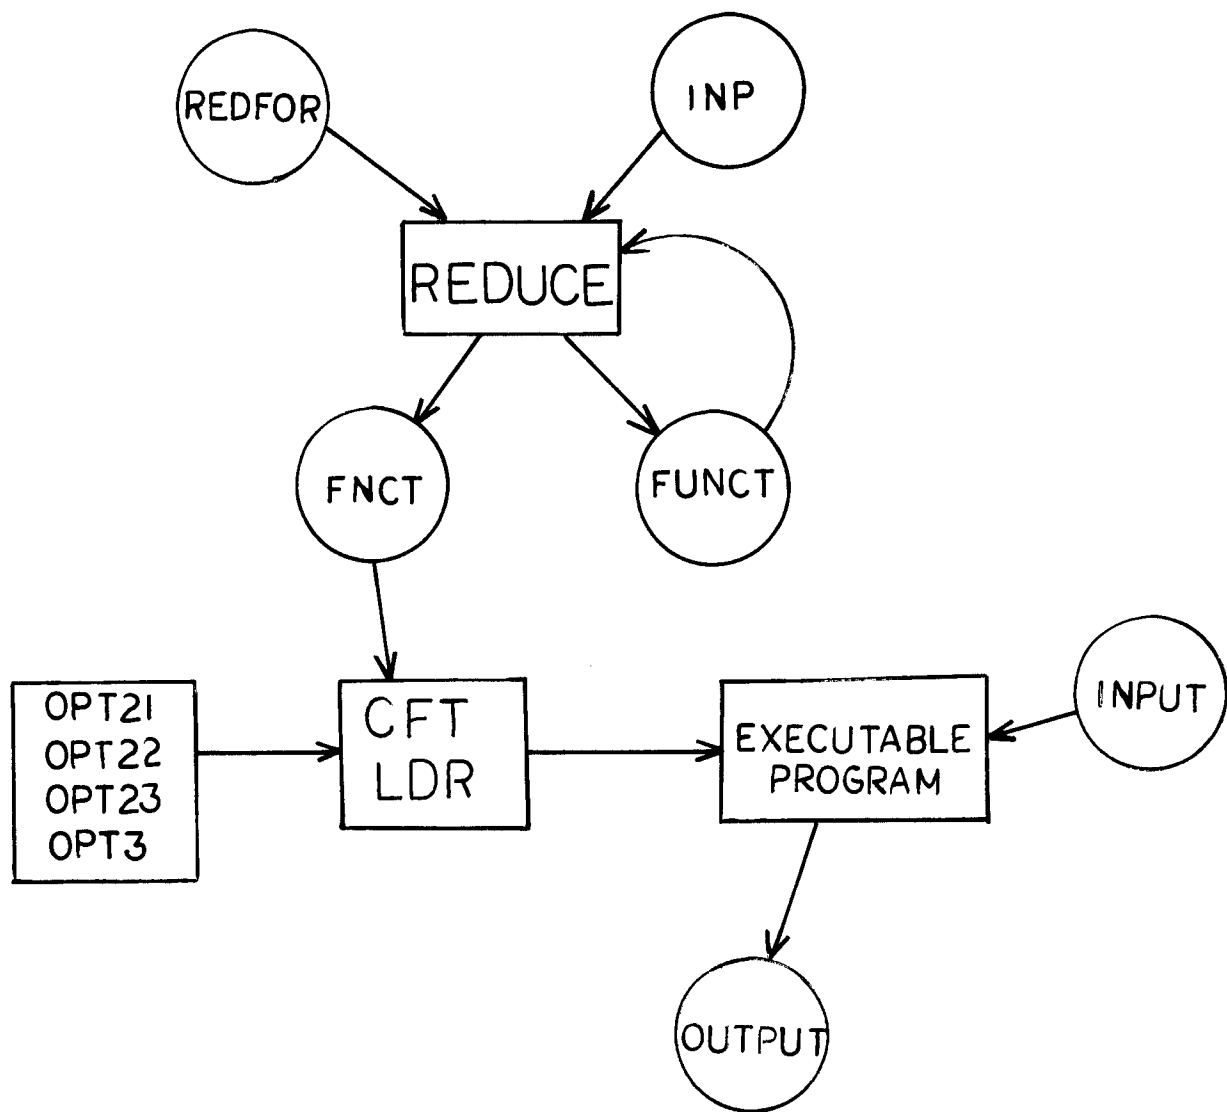 REDFOR
INP
REDUCE
FNCT
FUNCT
OPT21
OPT22
OPT23
OPT3
CFT
LDR
EXECUTABLE
PROGRAM
INPUT
OUTPUT